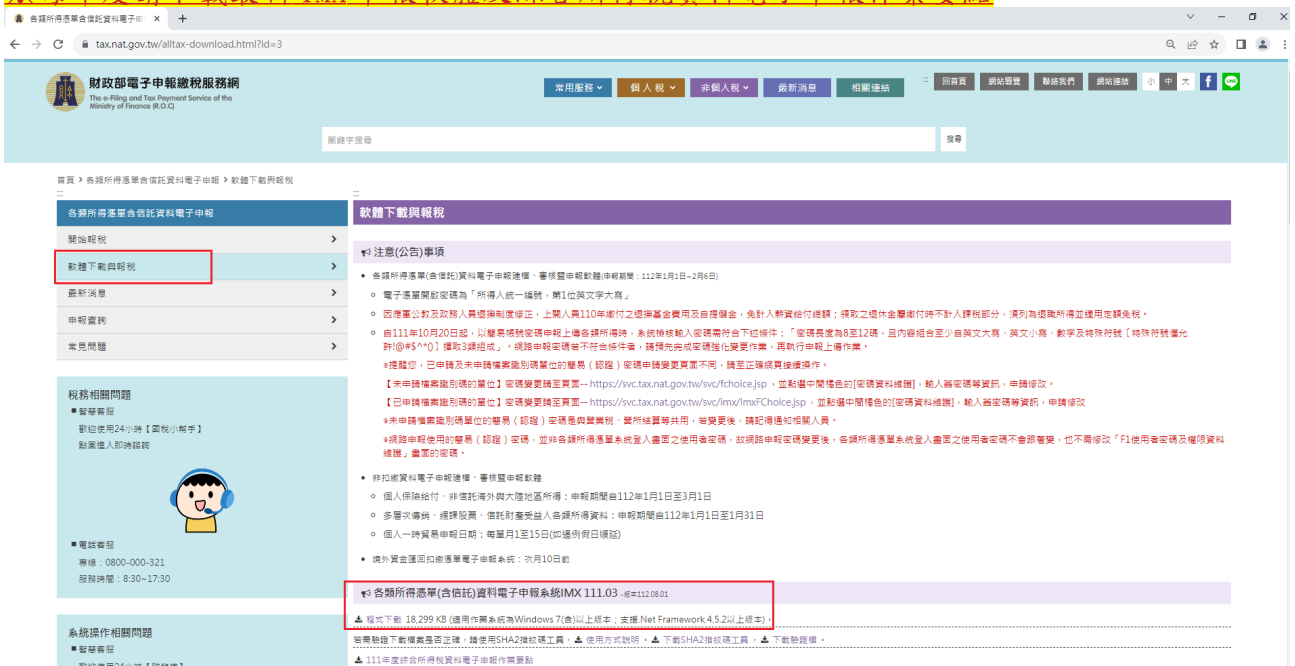 各類所得憑單含信託資料電子申
tax.nat.gov.tw/alltax-download.html?id=3
財政部電子申報繳稅服務網
The e-Filing and Tax Payment Service of the
Ministry of Finance (R.O.C)
常用服務 個人稅 非個人稅 最新消息 相關連結 ::: 回首頁 網站導覽 聯絡我們 網站連結 小 中 大
關鍵字搜尋 搜尋
首頁 > 各類所得憑單含信託資料電子申報 > 軟體下載與報稅
各類所得憑單含信託資料電子申報
開始報稅
軟體下載與報稅
最新消息
申報查詢
常見問題
稅務相關問題
智慧客服
歡迎使用24小時【國稅小幫手】
點圖進入即時諮詢
電話客服
專線：0800-000-321
服務時間：8:30~17:30
系統操作相關問題
智慧客服
軟體下載與報稅
注意(公告)事項
各類所得憑單(含信託)資料電子申報建檔、審核暨申報軟體(申報期間：112年1月1日~2月6日)
電子憑單開啟密碼為「所得人統一編號，第1位英文字大寫」
因應軍公教及政務人員退撫制度修正，上開人員110年繳付之退撫基金費用及自提儲金，免計入薪資給付總額；領取之退休金屬繳付時不計入課稅部分，須列為退職所得並適用定額免稅。
自111年10月20日起，以簡易帳號密碼申報上傳各類所得時，系統檢核輸入密碼需符合下述條件：「密碼長度為8至12碼，且內容組合至少自英文大寫、英文小寫、數字及特殊符號〔特殊符號僅允
許!@#$^*()〕擇取3類組成」，網路申報密碼若不符合條件者，請預先完成密碼強化變更作業，再執行申報上傳作業。
※提醒您，已申請及未申請檔案識別碼單位的簡易（認證）密碼申請變更頁面不同，請至正確網頁接續操作。
【未申請檔案識別碼的單位】密碼變更請至頁面--https://svc.tax.nat.gov.tw/svc/fchoice.jsp，並點選中間橘色的[密碼資料維護]，輸入舊密碼等資訊，申請修改。
【已申請檔案識別碼的單位】密碼變更請至頁面--https://svc.tax.nat.gov.tw/svc/imx/ImxFChoice.jsp，並點選中間橘色的[密碼資料維護]，輸入舊密碼等資訊，申請修改
※未申請檔案識別碼單位的簡易（認證）密碼是與營業稅、營所結算等共用，若變更後，請記得通知相關人員。
※網路申報使用的簡易（認證）密碼，並非各類所得憑單系統登入畫面之使用者密碼，故網路申報密碼變更後，各類所得憑單系統登入畫面之使用者密碼不會跟著變，也不需修改「F1使用者密碼及權限資料
維護」畫面的密碼。
非扣繳資料電子申報建檔、審核暨申報軟體
個人保險給付、非信託海外與大陸地區所得：申報期間自112年1月1日至3月1日
多層次傳銷、緩課股票、信託財產受益人各類所得資料：申報期間自112年1月1日至1月31日
個人一時貿易申報日期：每單月1至15日(如遇例假日順延)
境外資金匯回扣繳憑單電子申報系統：次月10日前
各類所得憑單(含信託)資料電子申報系統IMX 111.03 -版本112.08.01
程式下載 18,299 KB (適用作業系統為Windows 7(含)以上版本；支援.Net Framework 4.5.2以上版本)。
若需驗證下載檔案是否正確，請使用SHA2指紋碼工具，使用方式說明，下載SHA2指紋碼工具，下載驗證檔。
111年度綜合所得稅資料電子申報作業要點